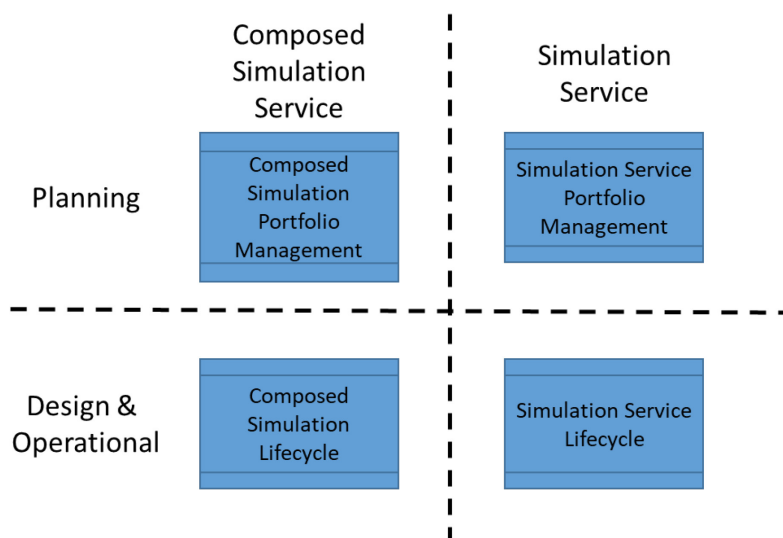 Composed
Simulation
Service
Simulation
Service
Planning
Composed
Simulation
Portfolio
Management
Simulation Service
Portfolio
Management
Design &
Operational
Composed
Simulation
Lifecycle
Simulation Service
Lifecycle